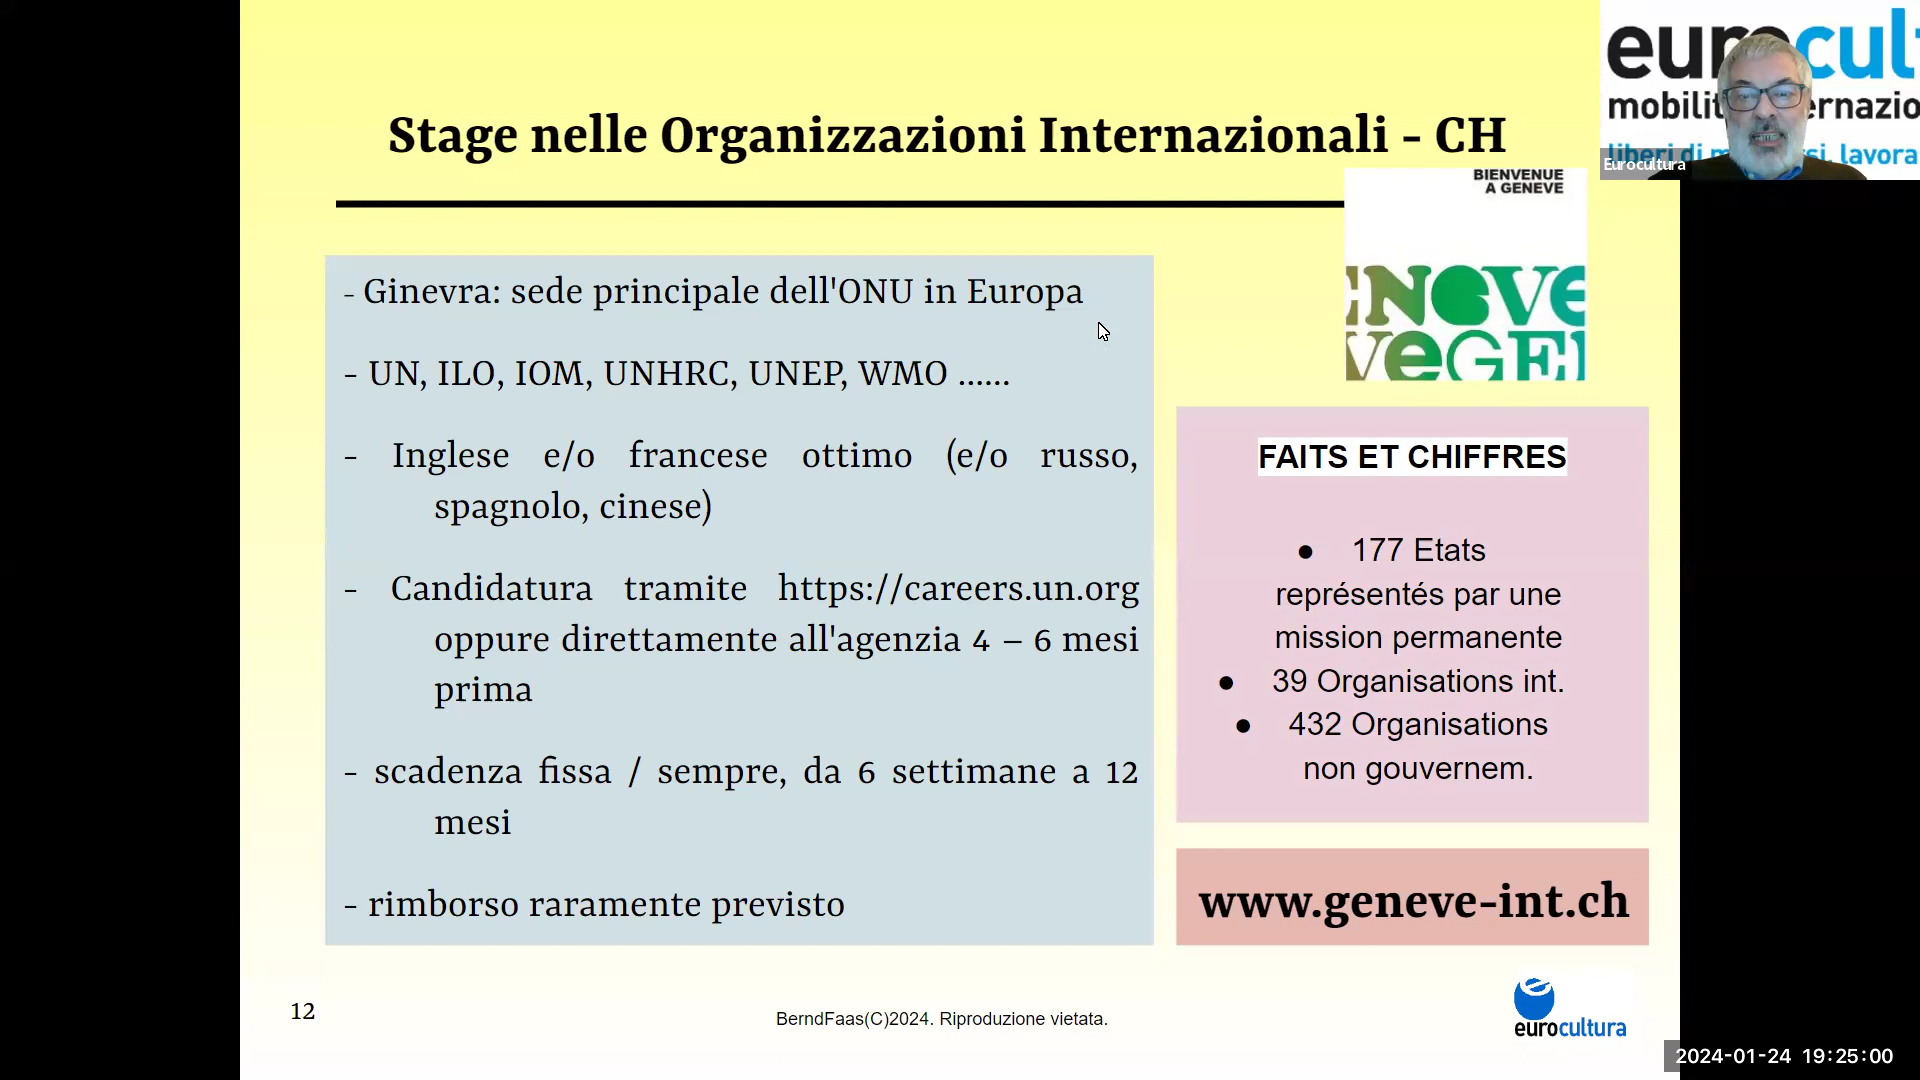 Stage nelle Organizzazioni Internazionali - CH
BIENVENUE
A GENEVE
- Ginevra: sede principale dell'ONU in Europa
- UN, ILO, IOM, UNHRC, UNEP, WMO ......
- Inglese e/o francese ottimo (e/o russo,
spagnolo, cinese)
- Candidatura tramite https://careers.un.org
oppure direttamente all'agenzia 4 – 6 mesi
prima
- scadenza fissa / sempre, da 6 settimane a 12
mesi
- rimborso raramente previsto
FAITS ET CHIFFRES
● 177 Etats
représentés par une
mission permanente
● 39 Organisations int.
● 432 Organisations
non gouvernem.
www.geneve-int.ch
12
BerndFaas(C)2024. Riproduzione vietata.
eurocultura
Eurocultura
lavora
2024-01-24 19:25:00